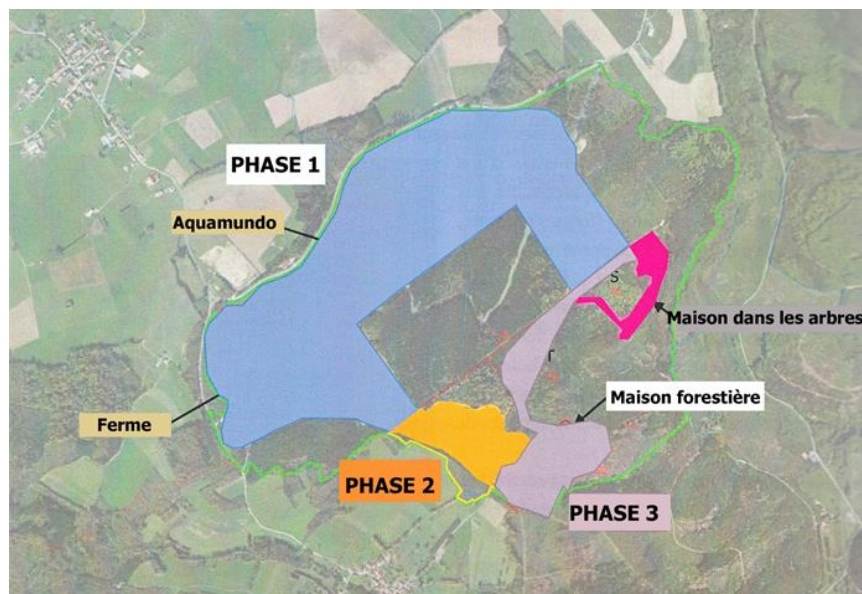 PHASE 1
Aquamundo
S
Maison dans les arbres
T
Maison forestière
Ferme
PHASE 2
PHASE 3